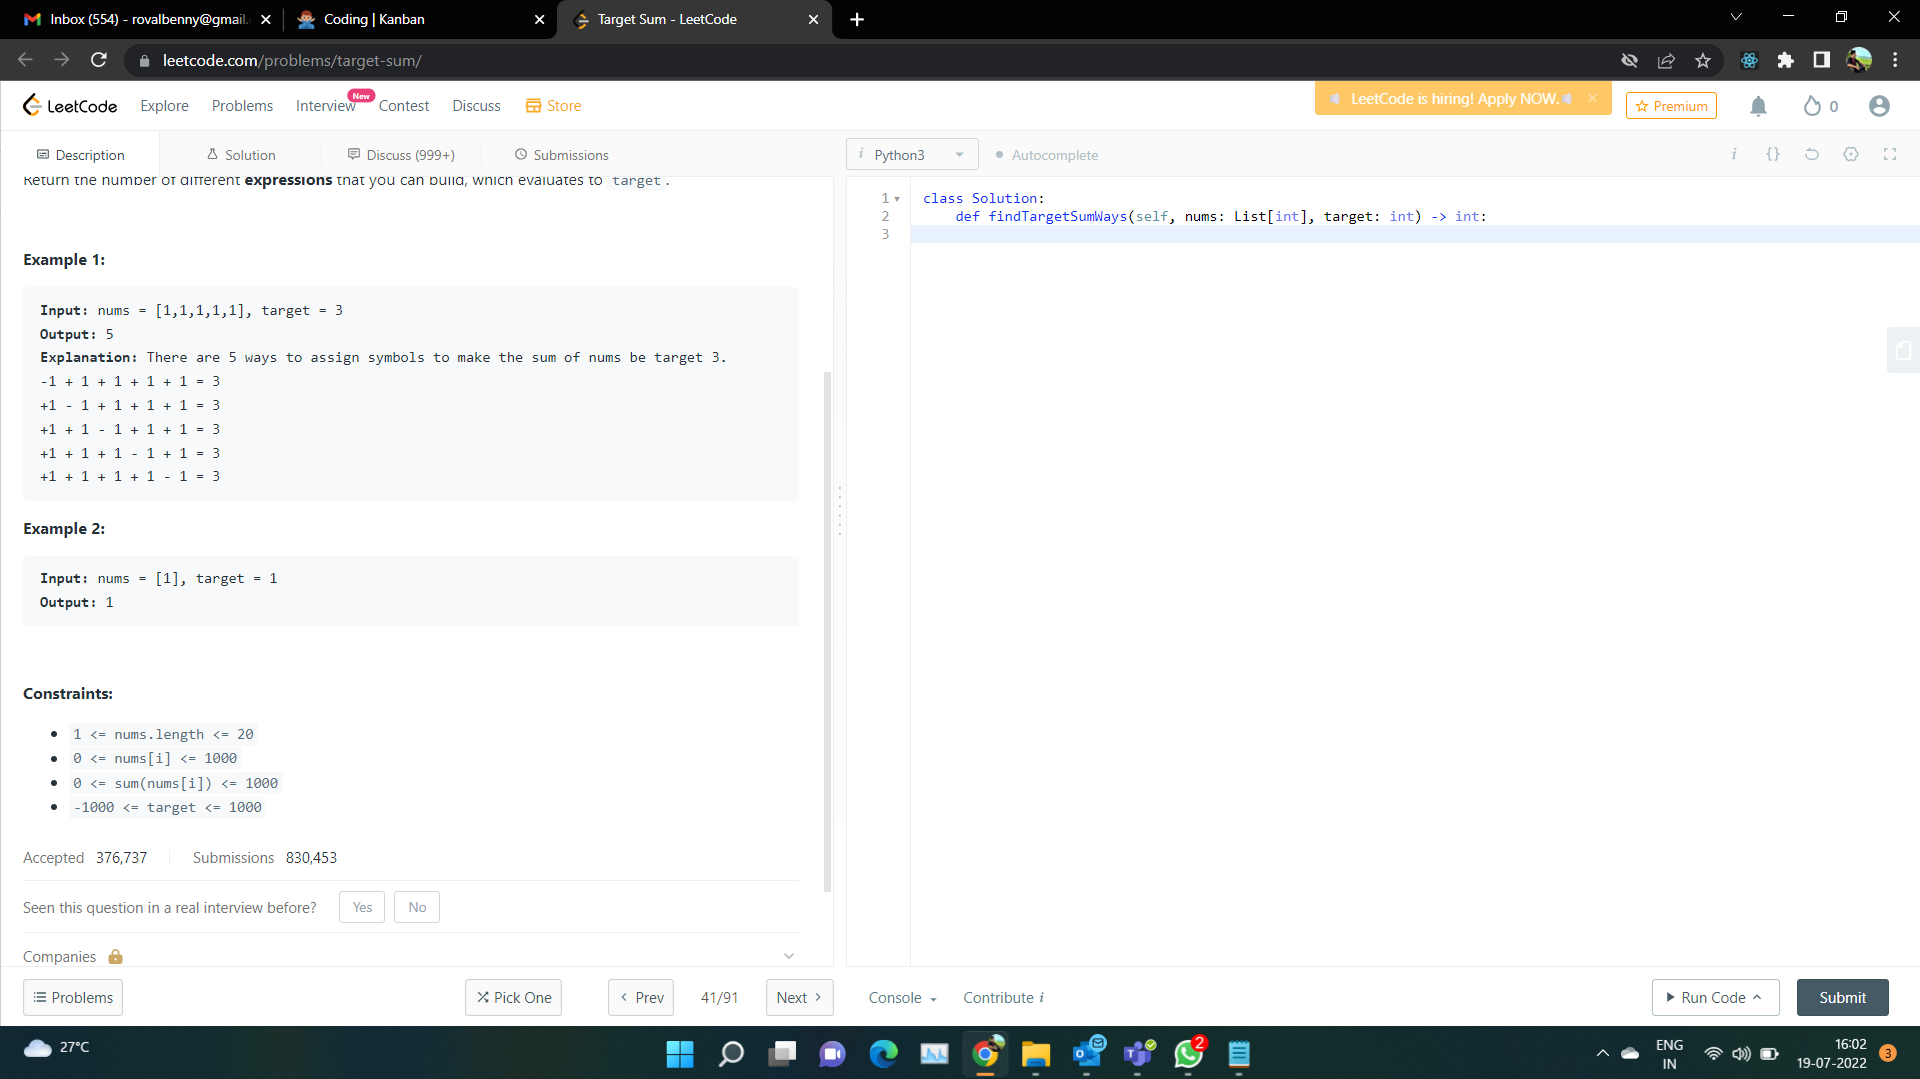 Inbox (554) - rovalbenny@gmail.
Coding | Kanban
Target Sum - LeetCode
leetcode.com/problems/target-sum/
LeetCode
Explore
Problems
Interview
New
Contest
Discuss
Store
LeetCode is hiring! Apply NOW.
Premium
0
Description
Solution
Discuss (999+)
Submissions
i Python3
Autocomplete
i {}
Return the number of different expressions that you can build, which evaluates to target.
Example 1:
Input: nums = [1,1,1,1,1], target = 3
Output: 5
Explanation: There are 5 ways to assign symbols to make the sum of nums be target 3.
-1 + 1 + 1 + 1 + 1 = 3
+1 - 1 + 1 + 1 + 1 = 3
+1 + 1 - 1 + 1 + 1 = 3
+1 + 1 + 1 - 1 + 1 = 3
+1 + 1 + 1 + 1 - 1 = 3
Example 2:
Input: nums = [1], target = 1
Output: 1
Constraints:
1 <= nums.length <= 20
0 <= nums[i] <= 1000
0 <= sum(nums[i]) <= 1000
-1000 <= target <= 1000
Accepted 376,737
Submissions 830,453
Seen this question in a real interview before?
Yes
No
Companies
1 class Solution:
2 def findTargetSumWays(self, nums: List[int], target: int) -> int:
3
Problems
Pick One
Prev
41/91
Next
Console
Contribute i
Run Code
Submit
27°C
2
ENG
IN
16:02
19-07-2022
3